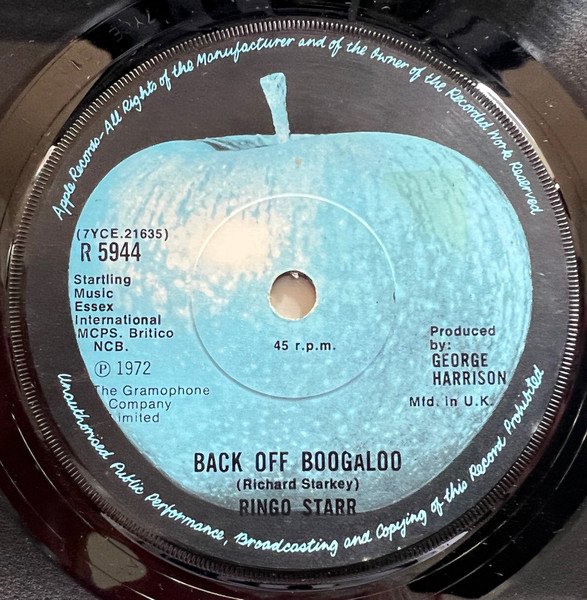 Apple Records-All Rights of the Manufacturer and of the Owner of the Recorded Work Reserved
(7YCE.21635)
R 5944
Startling
Music
Essex
International
MCPS. Britico
NCB.
Ⓟ 1972
The Gramophone
Company
Limited
45 r.p.m.
Produced
by:
GEORGE
HARRISON
Mfd. in U.K.
BACK OFF BOOGALOO
(Richard Starkey)
RINGO STARR
Unauthorised Public Performance, Broadcasting and Copying of this Record Prohibited